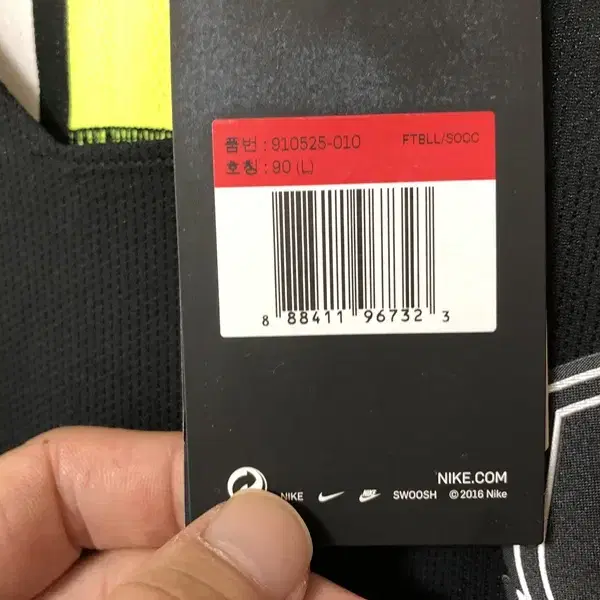 품번 : 910525-010 FTBLL/SOCC
호칭 : 90 (L)
8 88411 96732 3
NIKE.COM
NIKE SWOOSH © 2016 Nike